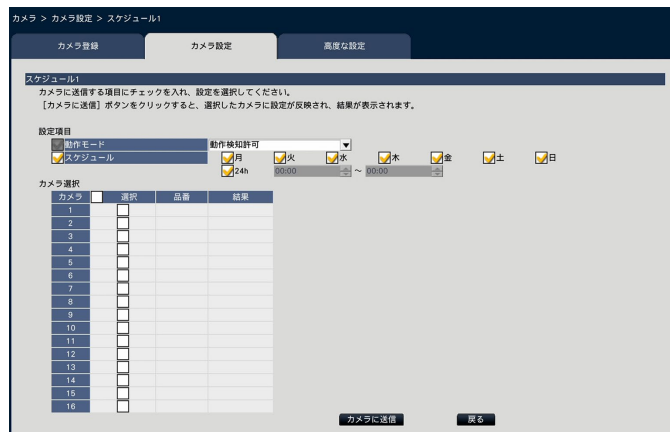 カメラ > カメラ設定 > スケジュール1
カメラ登録 カメラ設定 高度な設定
スケジュール1
カメラに送信する項目にチェックを入れ、設定を選択してください。
［カメラに送信］ボタンをクリックすると、選択したカメラに設定が反映され、結果が表示されます。
設定項目
動作モード 動作検知許可
スケジュール 月 火 水 木 金 土 日
24h 00:00 ～ 00:00
カメラ選択
カメラ 選択 品番 結果
1
2
3
4
5
6
7
8
9
10
11
12
13
14
15
16
カメラに送信 戻る